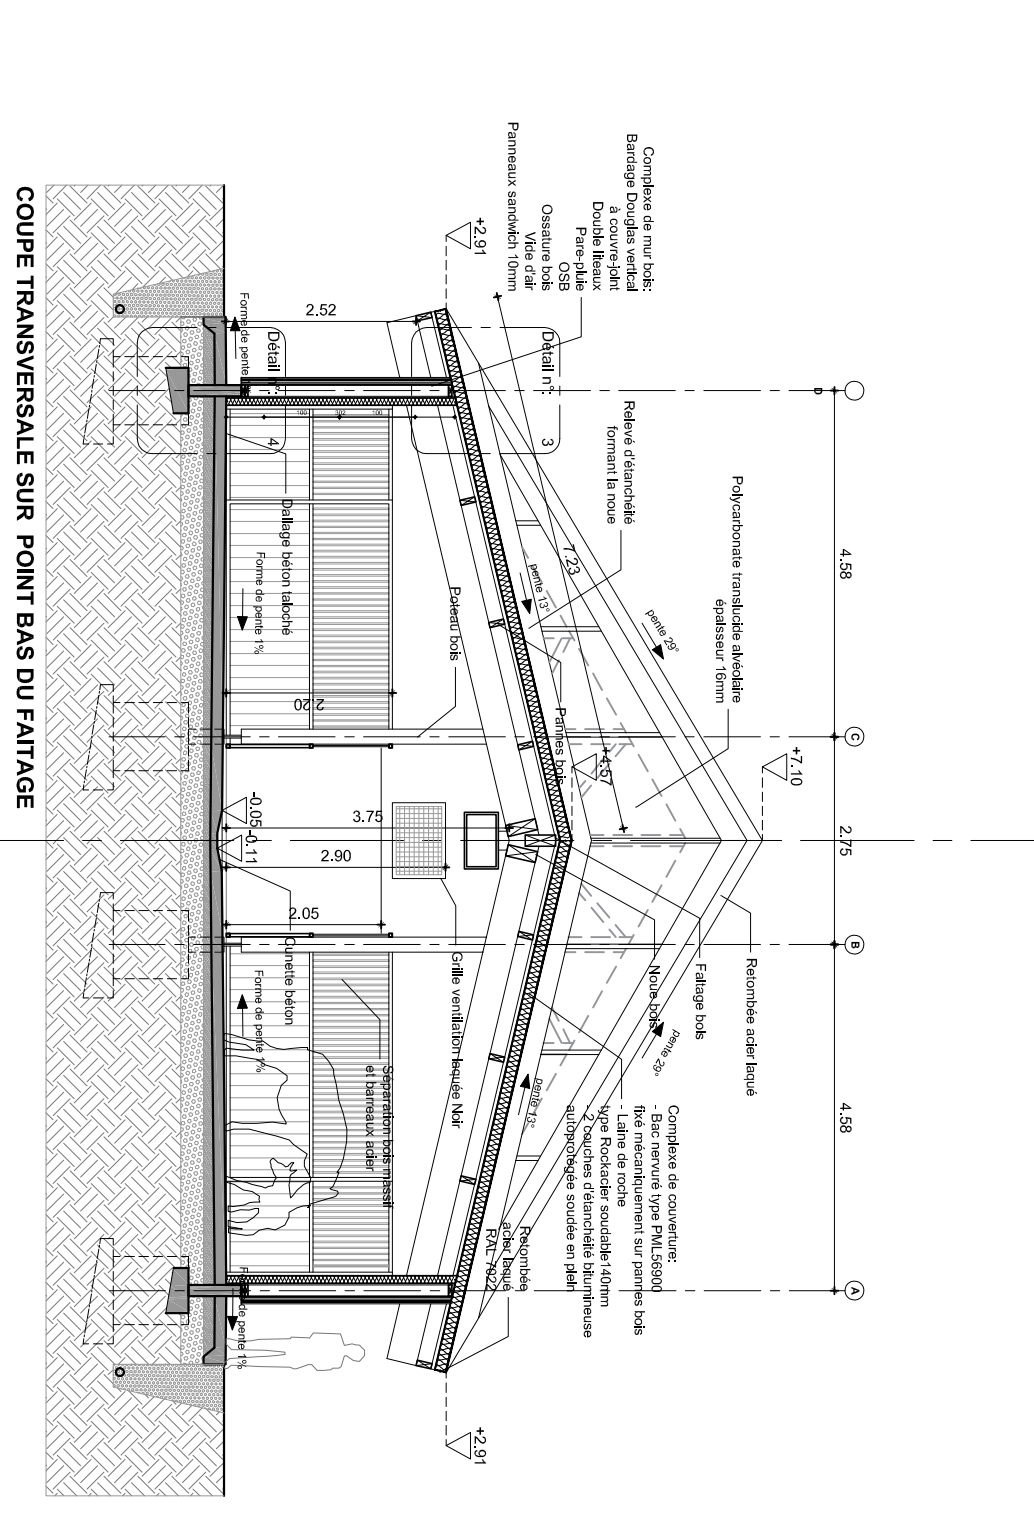 Complexe de mur bois:
Bardage Douglas vertical
à couvre-joint
Double liteaux
Pare-pluie
OSB
Ossature bois
Vide d'air
Panneaux sandwich 10mm
D
C
B
A
4.58
2.75
4.58
+7.10
Polycarbonate translucide alvéolaire
épaisseur 16mm
Relevé d'étanchéité
formant la noue
pente 29°
pente 29°
Retombée acier laqué
Faîtage bois
Noue bois
Complexe de couverture:
- Bac nervuré type PML56900
fixé mécaniquement sur pannes bois
- Laine de roche
type Rockacier soudable140mm
- 2 couches d'étanchéité bitumineuse
autoprotégée soudée en plein
+4.57
7.23
pente 13°
pente 13°
Pannes bois
Détail n°:
3
+2.91
+2.91
Retombée
acier laqué
RAL 7022
Poteau bois
Grille ventilation laquée Noir
Séparation bois massif
et barreaux acier
2.52
3.75
2.90
2.05
2.20
100
302
100
Détail n°:
4
Dallage béton taloché
Cunette béton
Forme de pente
Forme de pente 1%
Forme de pente 1%
Forme de pente 1%
-0.05
-0.11
COUPE TRANSVERSALE SUR POINT BAS DU FAITAGE